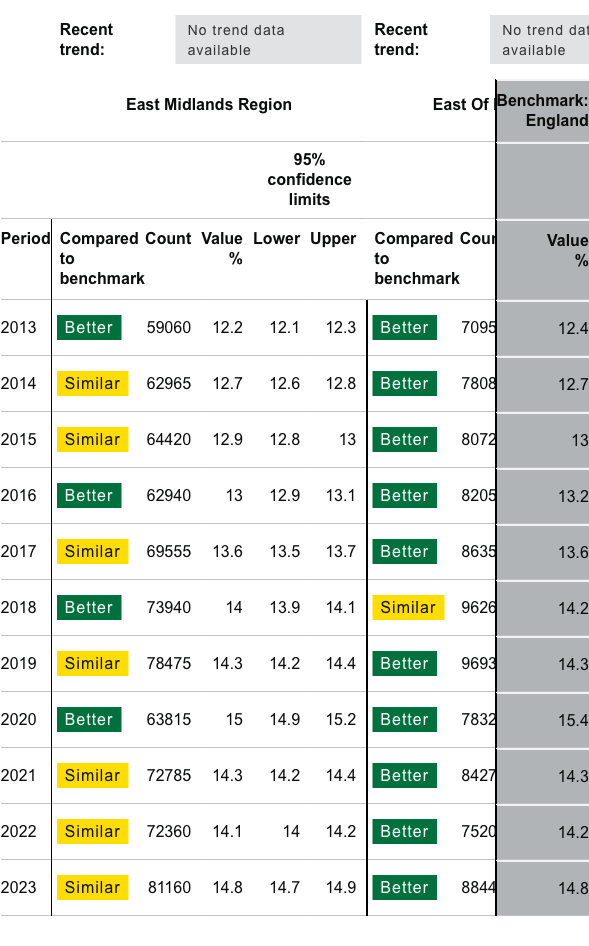 Recent trend: No trend data available Recent trend: No trend dat available
East Midlands Region East Of Benchmark: England
95% confidence limits
Period Compared to benchmark Count Value % Lower Upper Compared to benchmark Coun Value %
2013 Better 59060 12.2 12.1 12.3 Better 7095 12.4
2014 Similar 62965 12.7 12.6 12.8 Better 7808 12.7
2015 Similar 64420 12.9 12.8 13 Better 8072 13
2016 Better 62940 13 12.9 13.1 Better 8205 13.2
2017 Similar 69555 13.6 13.5 13.7 Better 8635 13.6
2018 Better 73940 14 13.9 14.1 Similar 9626 14.2
2019 Similar 78475 14.3 14.2 14.4 Better 9693 14.3
2020 Better 63815 15 14.9 15.2 Better 7832 15.4
2021 Similar 72785 14.3 14.2 14.4 Better 8427 14.3
2022 Similar 72360 14.1 14 14.2 Better 7520 14.2
2023 Similar 81160 14.8 14.7 14.9 Better 8844 14.8